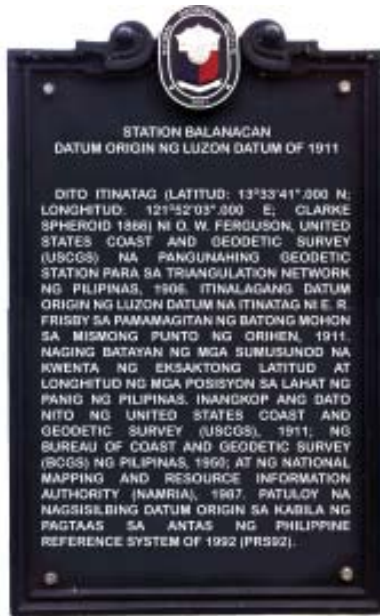 STATION BALANACAN
DATUM ORIGIN NG LUZON DATUM OF 1911
DITO ITINATAG (LATITUD: 13°33'41".000 N;
LONGHITUD: 121°52'03".000 E; CLARKE
SPHEROID 1866) NI O. W. FERGUSON, UNITED
STATES COAST AND GEODETIC SURVEY
(USCGS) NA PANGUNAHING GEODETIC
STATION PARA SA TRIANGULATION NETWORK
NG PILIPINAS, 1906. ITINALAGANG DATUM
ORIGIN NG LUZON DATUM NA ITINATAG NI E. R.
FRISBY SA PAMAMAGITAN NG BATONG MOHON
SA MISMONG PUNTO NG ORIHEN, 1911.
NAGING BATAYAN NG MGA SUMUSUNOD NA
KWENTA NG EKSAKTONG LATITUD AT
LONGHITUD NG MGA POSISYON SA LAHAT NG
PANIG NG PILIPINAS. INANGKOP ANG DATO
NITO NG UNITED STATES COAST AND
GEODETIC SURVEY (USCGS), 1911; NG
BUREAU OF COAST AND GEODETIC SURVEY
(BCGS) NG PILIPINAS, 1950; AT NG NATIONAL
MAPPING AND RESOURCE INFORMATION
AUTHORITY (NAMRIA), 1987. PATULOY NA
NAGSISILBING DATUM ORIGIN SA KABILA NG
PAGTAAS SA ANTAS NG PHILIPPINE
REFERENCE SYSTEM OF 1992 (PRS92).